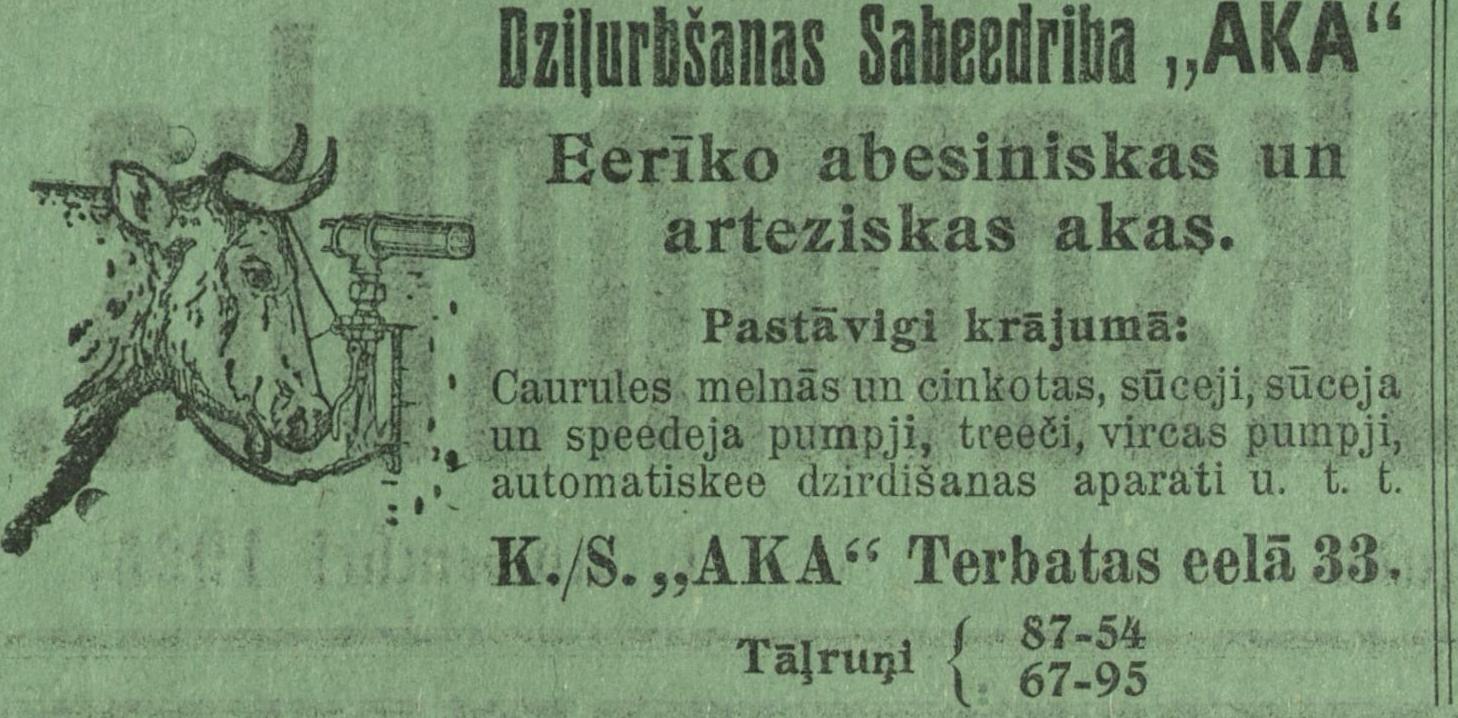 Dziļurbšanas Sabeedriba „AKA“
Eerīko abesiniskas un
arteziskas akas.
Pastāvigi krājumā:
Caurules melnās un cinkotas, sūceji, sūceja
un speedeja pumpji, treeči, vircas pumpji,
automatiskee dzirdišanas aparati u. t. t.
K./S. „AKA“ Terbatas eelā 33.
Tāļruņi { 87-54
67-95